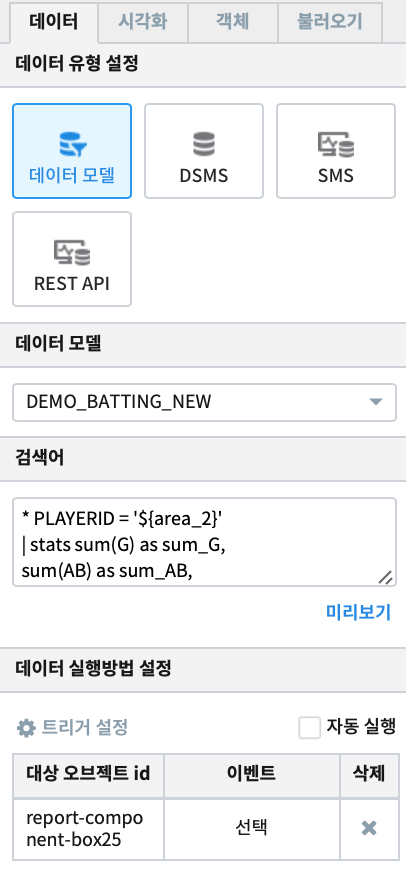 데이터 시각화 객체 불러오기
데이터 유형 설정
데이터 모델 DSMS SMS
REST API
데이터 모델
DEMO_BATTING_NEW
검색어
* PLAYERID = '${area_2}'
| stats sum(G) as sum_G,
sum(AB) as sum_AB,
미리보기
데이터 실행방법 설정
트리거 설정 자동 실행
대상 오브젝트 id 이벤트 삭제
report-compo
nent-box25 선택